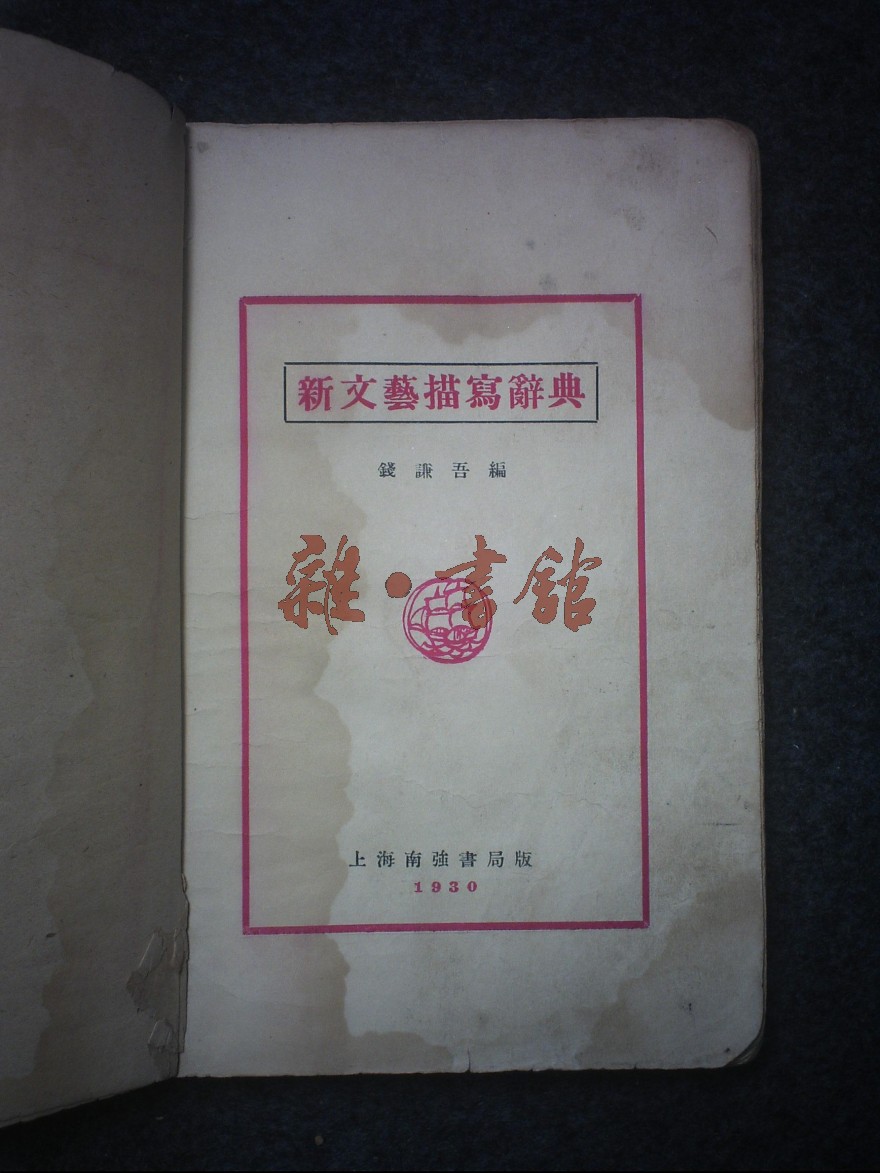 新文藝描寫辭典
錢謙吾編
雜·書館
上海南強書局版
1930